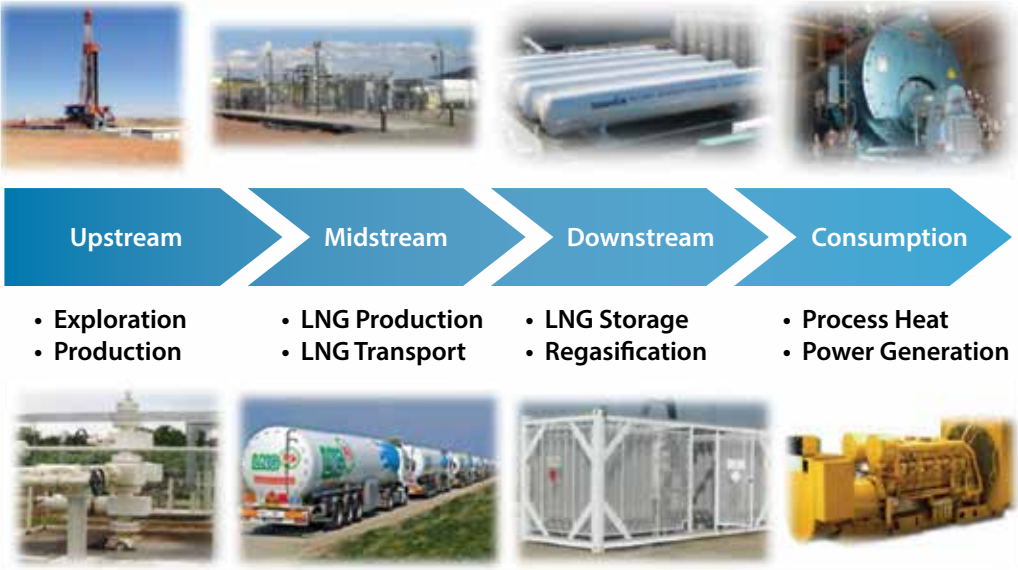 Upstream
Midstream
Downstream
Consumption
• Exploration
• Production
• LNG Production
• LNG Transport
• LNG Storage
• Regasification
• Process Heat
• Power Generation